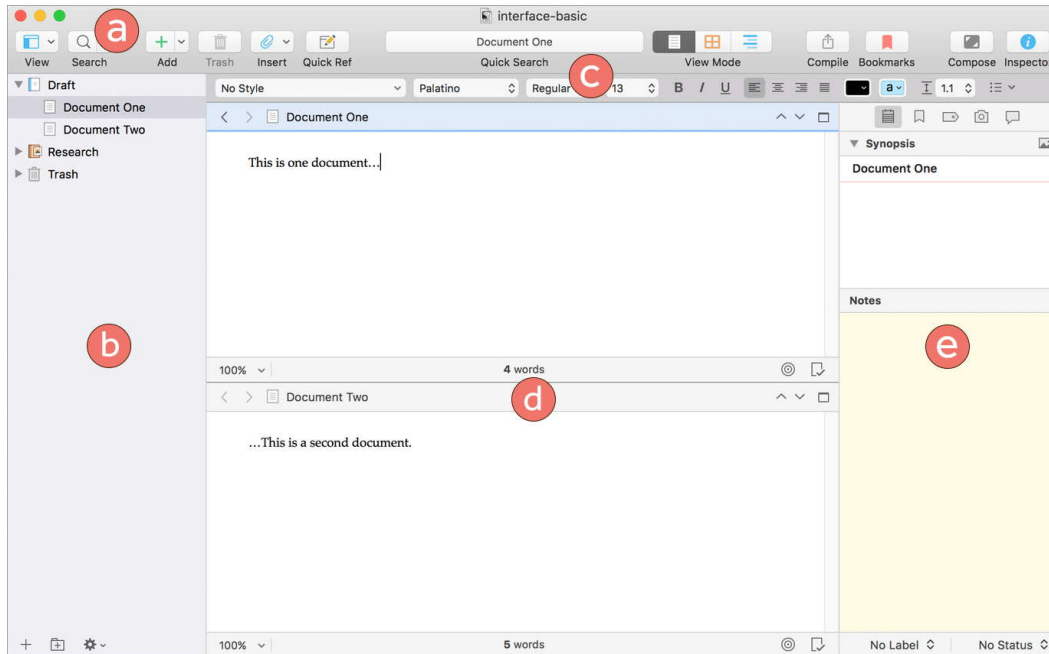 interface-basic
a
Document One
View Search Add Trash Insert Quick Ref Quick Search View Mode Compile Bookmarks Compose Inspecto
c
Draft
No Style Palatino Regular 13 B I U a 1.1
Document One
Document One
Document Two
Research
Synopsis
This is one document…
Trash
Document One
Notes
b
e
100% 4 words
d
Document Two
…This is a second document.
100% 5 words No Label No Status